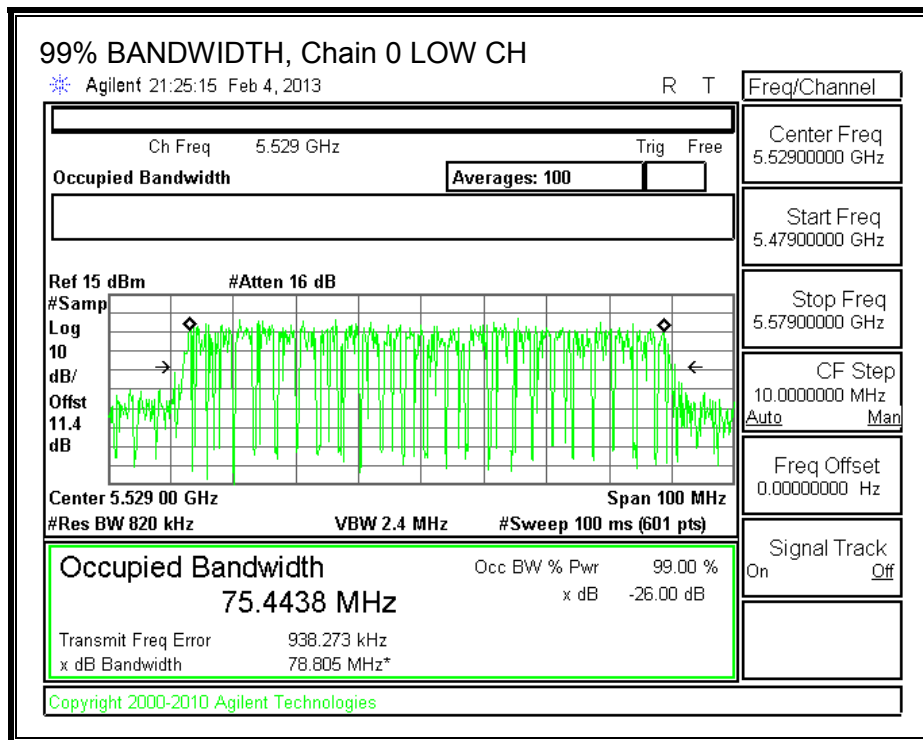 99% BANDWIDTH, Chain 0 LOW CH
Agilent 21:25:15 Feb 4, 2013 R T
Freq/Channel
Ch Freq 5.529 GHz Trig Free
Occupied Bandwidth Averages: 100
Center Freq
5.52900000 GHz
Start Freq
5.47900000 GHz
Stop Freq
5.57900000 GHz
CF Step
10.0000000 MHz
Auto Man
Freq Offset
0.00000000 Hz
Signal Track
On Off
Ref 15 dBm #Atten 16 dB
#Samp
Log
10
dB/
Offst
11.4
dB
Center 5.529 00 GHz Span 100 MHz
#Res BW 820 kHz VBW 2.4 MHz #Sweep 100 ms (601 pts)
Occupied Bandwidth Occ BW % Pwr 99.00 %
75.4438 MHz x dB -26.00 dB
Transmit Freq Error 938.273 kHz
x dB Bandwidth 78.805 MHz*
Copyright 2000-2010 Agilent Technologies